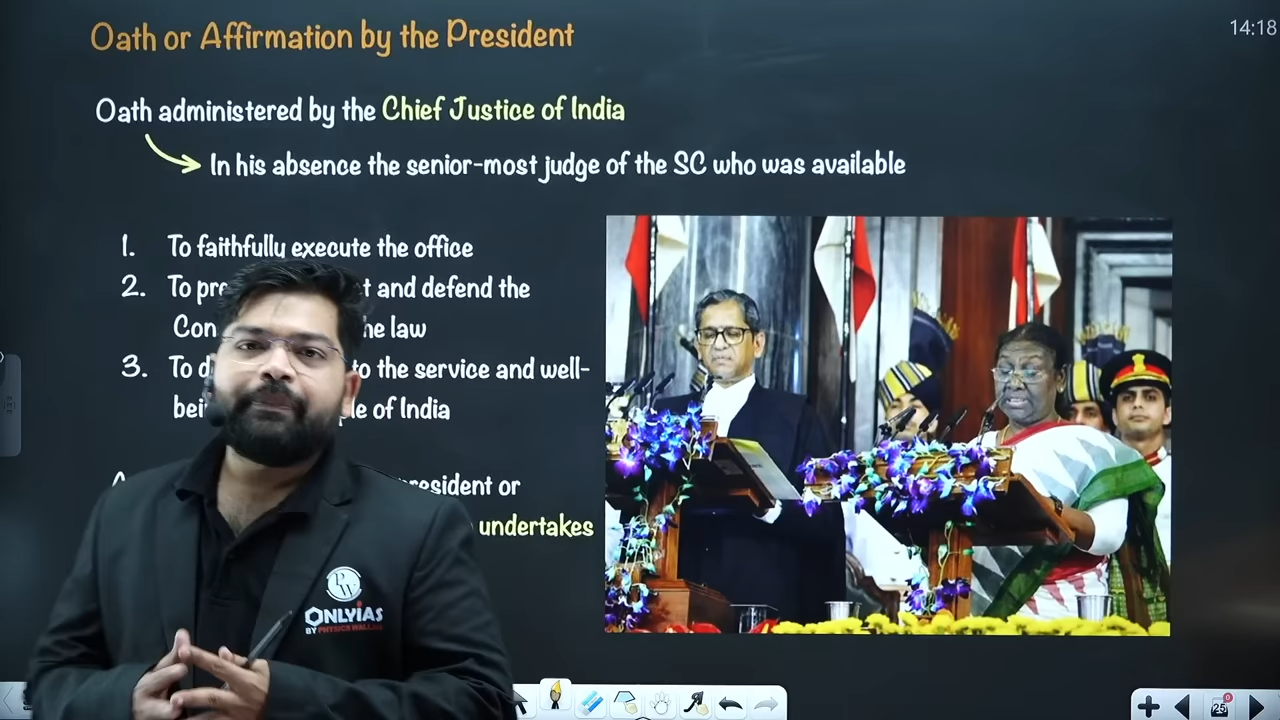 Oath or Affirmation by the President
14:18
Oath administered by the Chief Justice of India
In his absence the senior-most judge of the SC who was available
1. To faithfully execute the office
2. To pre t and defend the
Con he law
3. To d to the service and well-
bei ple of India
resident or
undertakes
PW
ONLYIAS
BY PHYSICS WALLAH
25
0